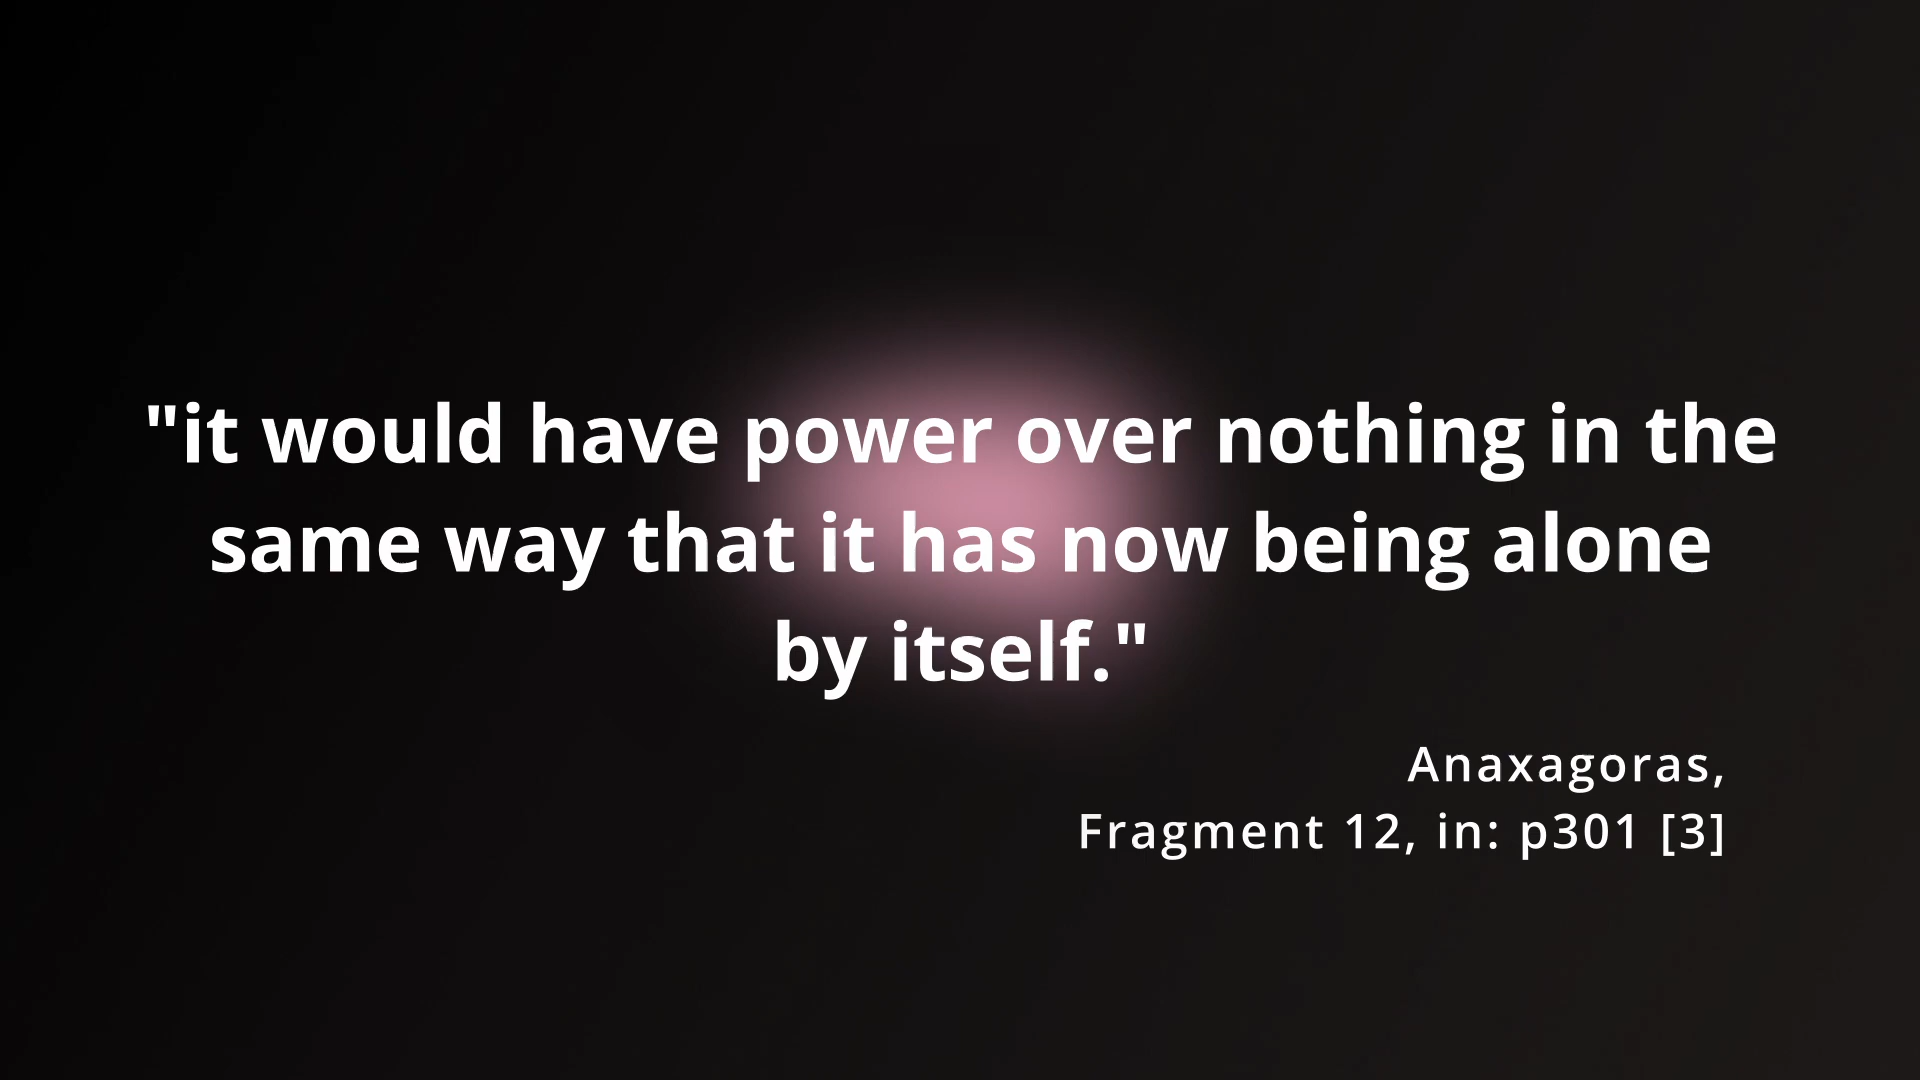 "it would have power over nothing in the
same way that it has now being alone
by itself."
Anaxagoras,
Fragment 12, in: p301 [3]